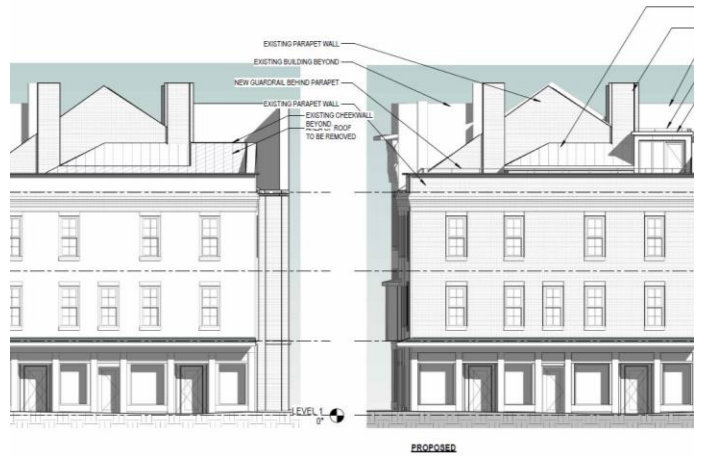 EXISTING PARAPET WALL
EXISTING BUILDING BEYOND
NEW GUARDRAIL BEHIND PARAPET
EXISTING PARAPET WALL
EXISTING CHEEKWALL
BEYOND
ROOF
TO BE REMOVED
LEVEL 1
0"
PROPOSED